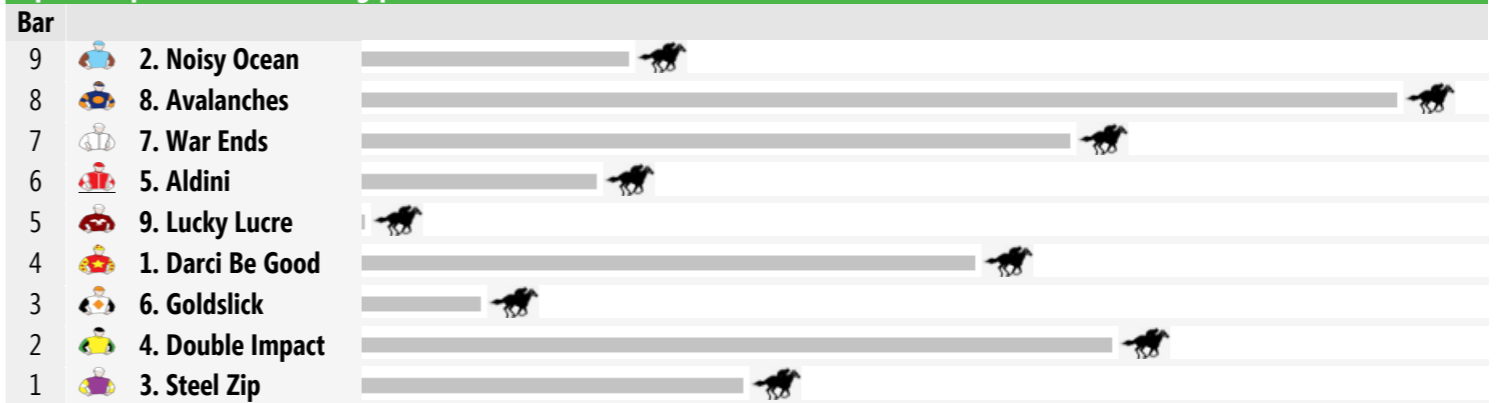 Bar
9 2. Noisy Ocean
8 8. Avalanches
7 7. War Ends
6 5. Aldini
5 9. Lucky Lucre
4 1. Darci Be Good
3 6. Goldslick
2 4. Double Impact
1 3. Steel Zip